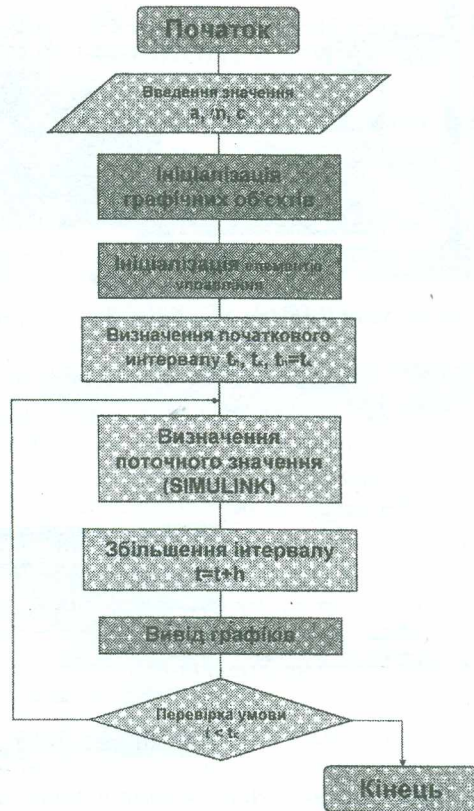 Початок
Введення значення
a, m, c
Ініціалізація
графічних об'єктів
Ініціалізація елементів
управління
Визначення початкового
інтервалу
Визначення
поточного значення
(SIMULINK)
Збільшення інтервалу
t=t+h
Вивід графіків
Перевірка умови
Кінець